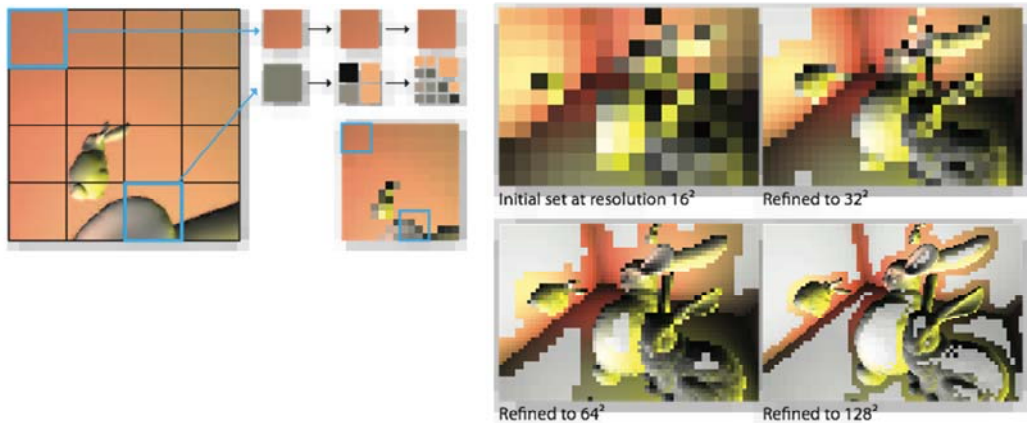 Initial set at resolution 16²
Refined to 32²
Refined to 64²
Refined to 128²